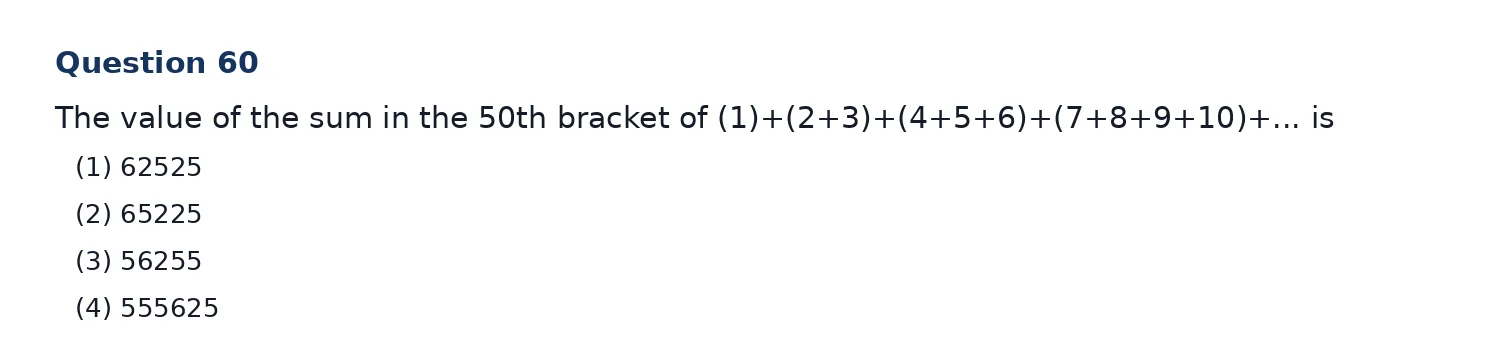 Question 60
The value of the sum in the 50th bracket of (1)+(2+3)+(4+5+6)+(7+8+9+10)+... is
(1) 62525
(2) 65225
(3) 56255
(4) 555625